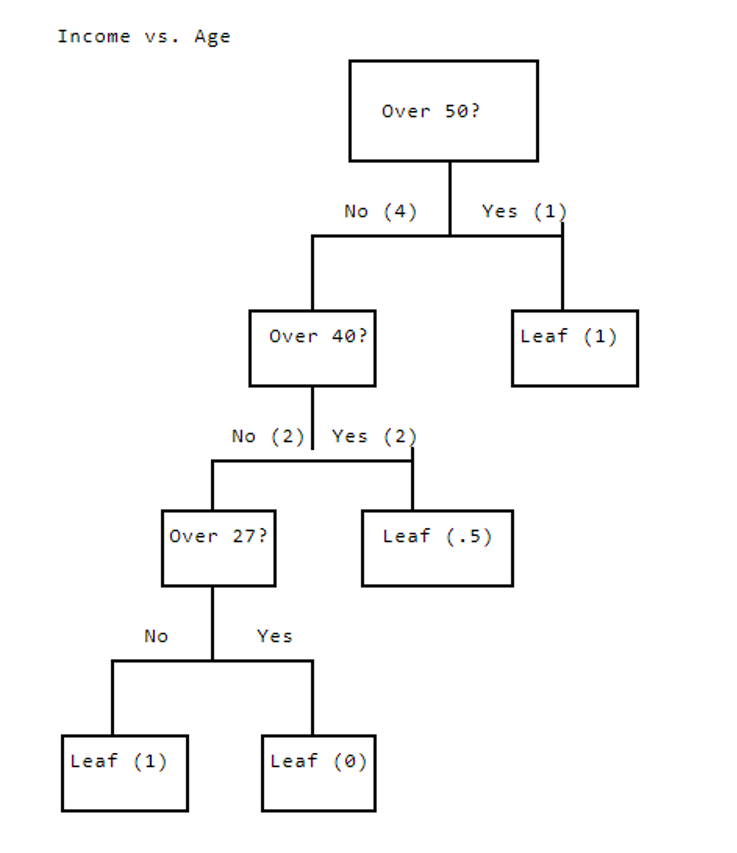 Income vs. Age
Over 50?
No (4)
Yes (1)
Over 40?
Leaf (1)
No (2)
Yes (2)
Over 27?
Leaf (.5)
No
Yes
Leaf (1)
Leaf (0)